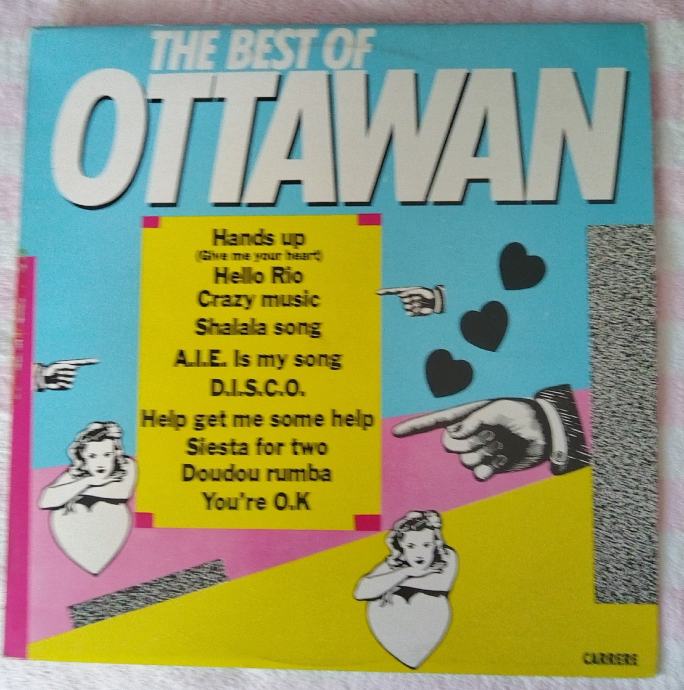 THE BEST OF
OTTAWAN
Hands up
(Give me your heart)
Hello Rio
Crazy music
Shalala song
A.I.E. Is my song
D.I.S.C.O.
Help get me some help
Siesta for two
Doudou rumba
You're O.K
CARRERE